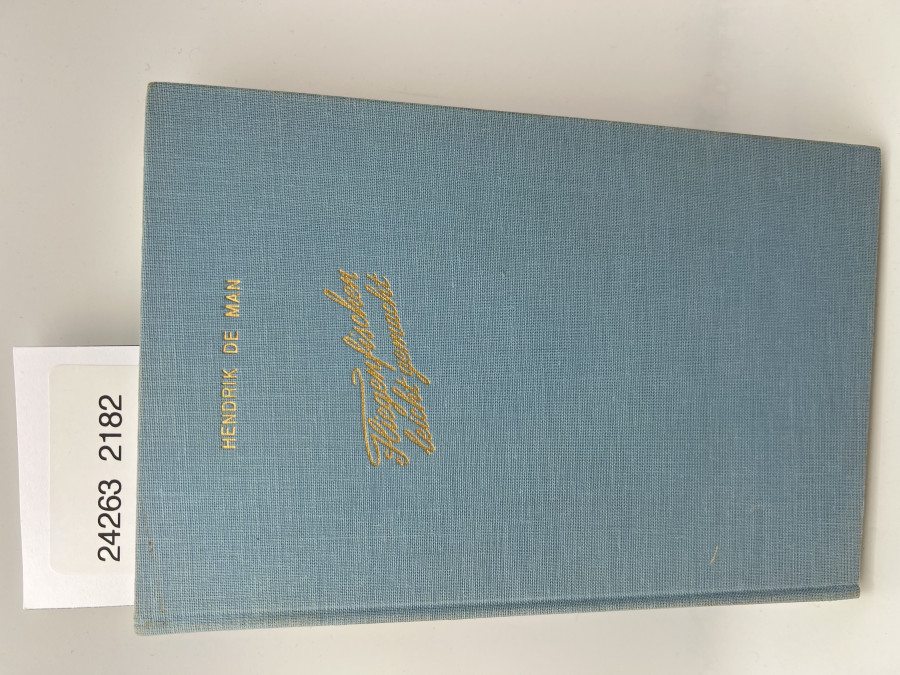 24263 2182
HENDRIK DE MAN
Fliegenfischen
leicht gemacht